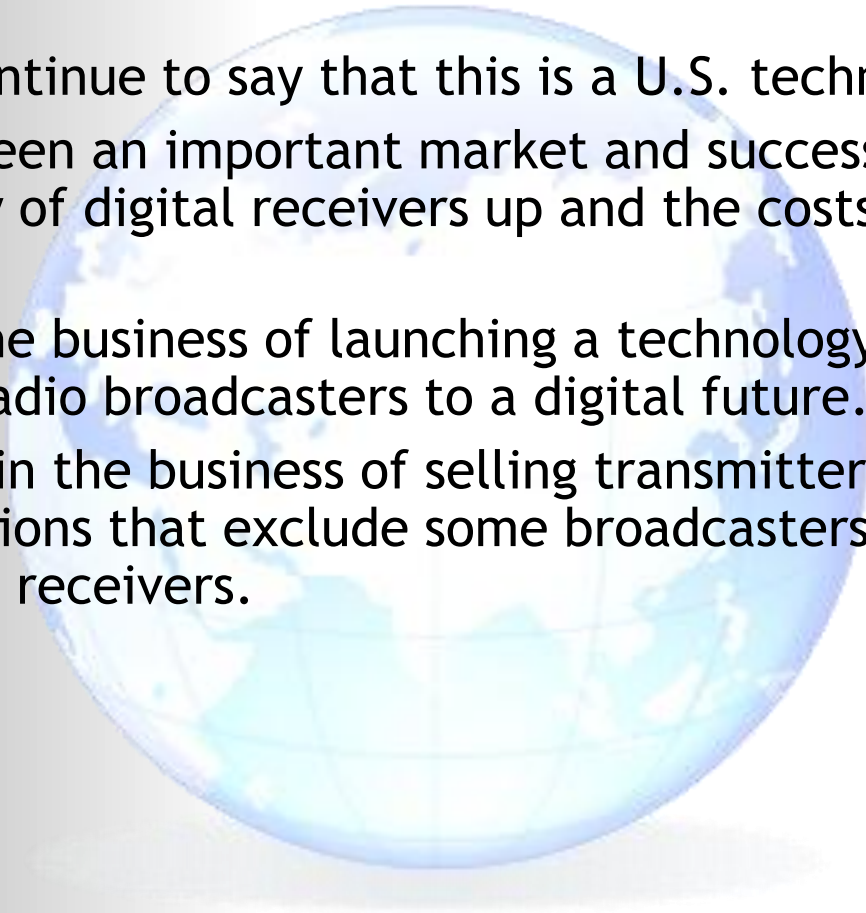 ntinue to say that this is a U.S. techn
een an important market and success
y of digital receivers up and the costs
he business of launching a technology
adio broadcasters to a digital future.
in the business of selling transmitter
ions that exclude some broadcasters
receivers.